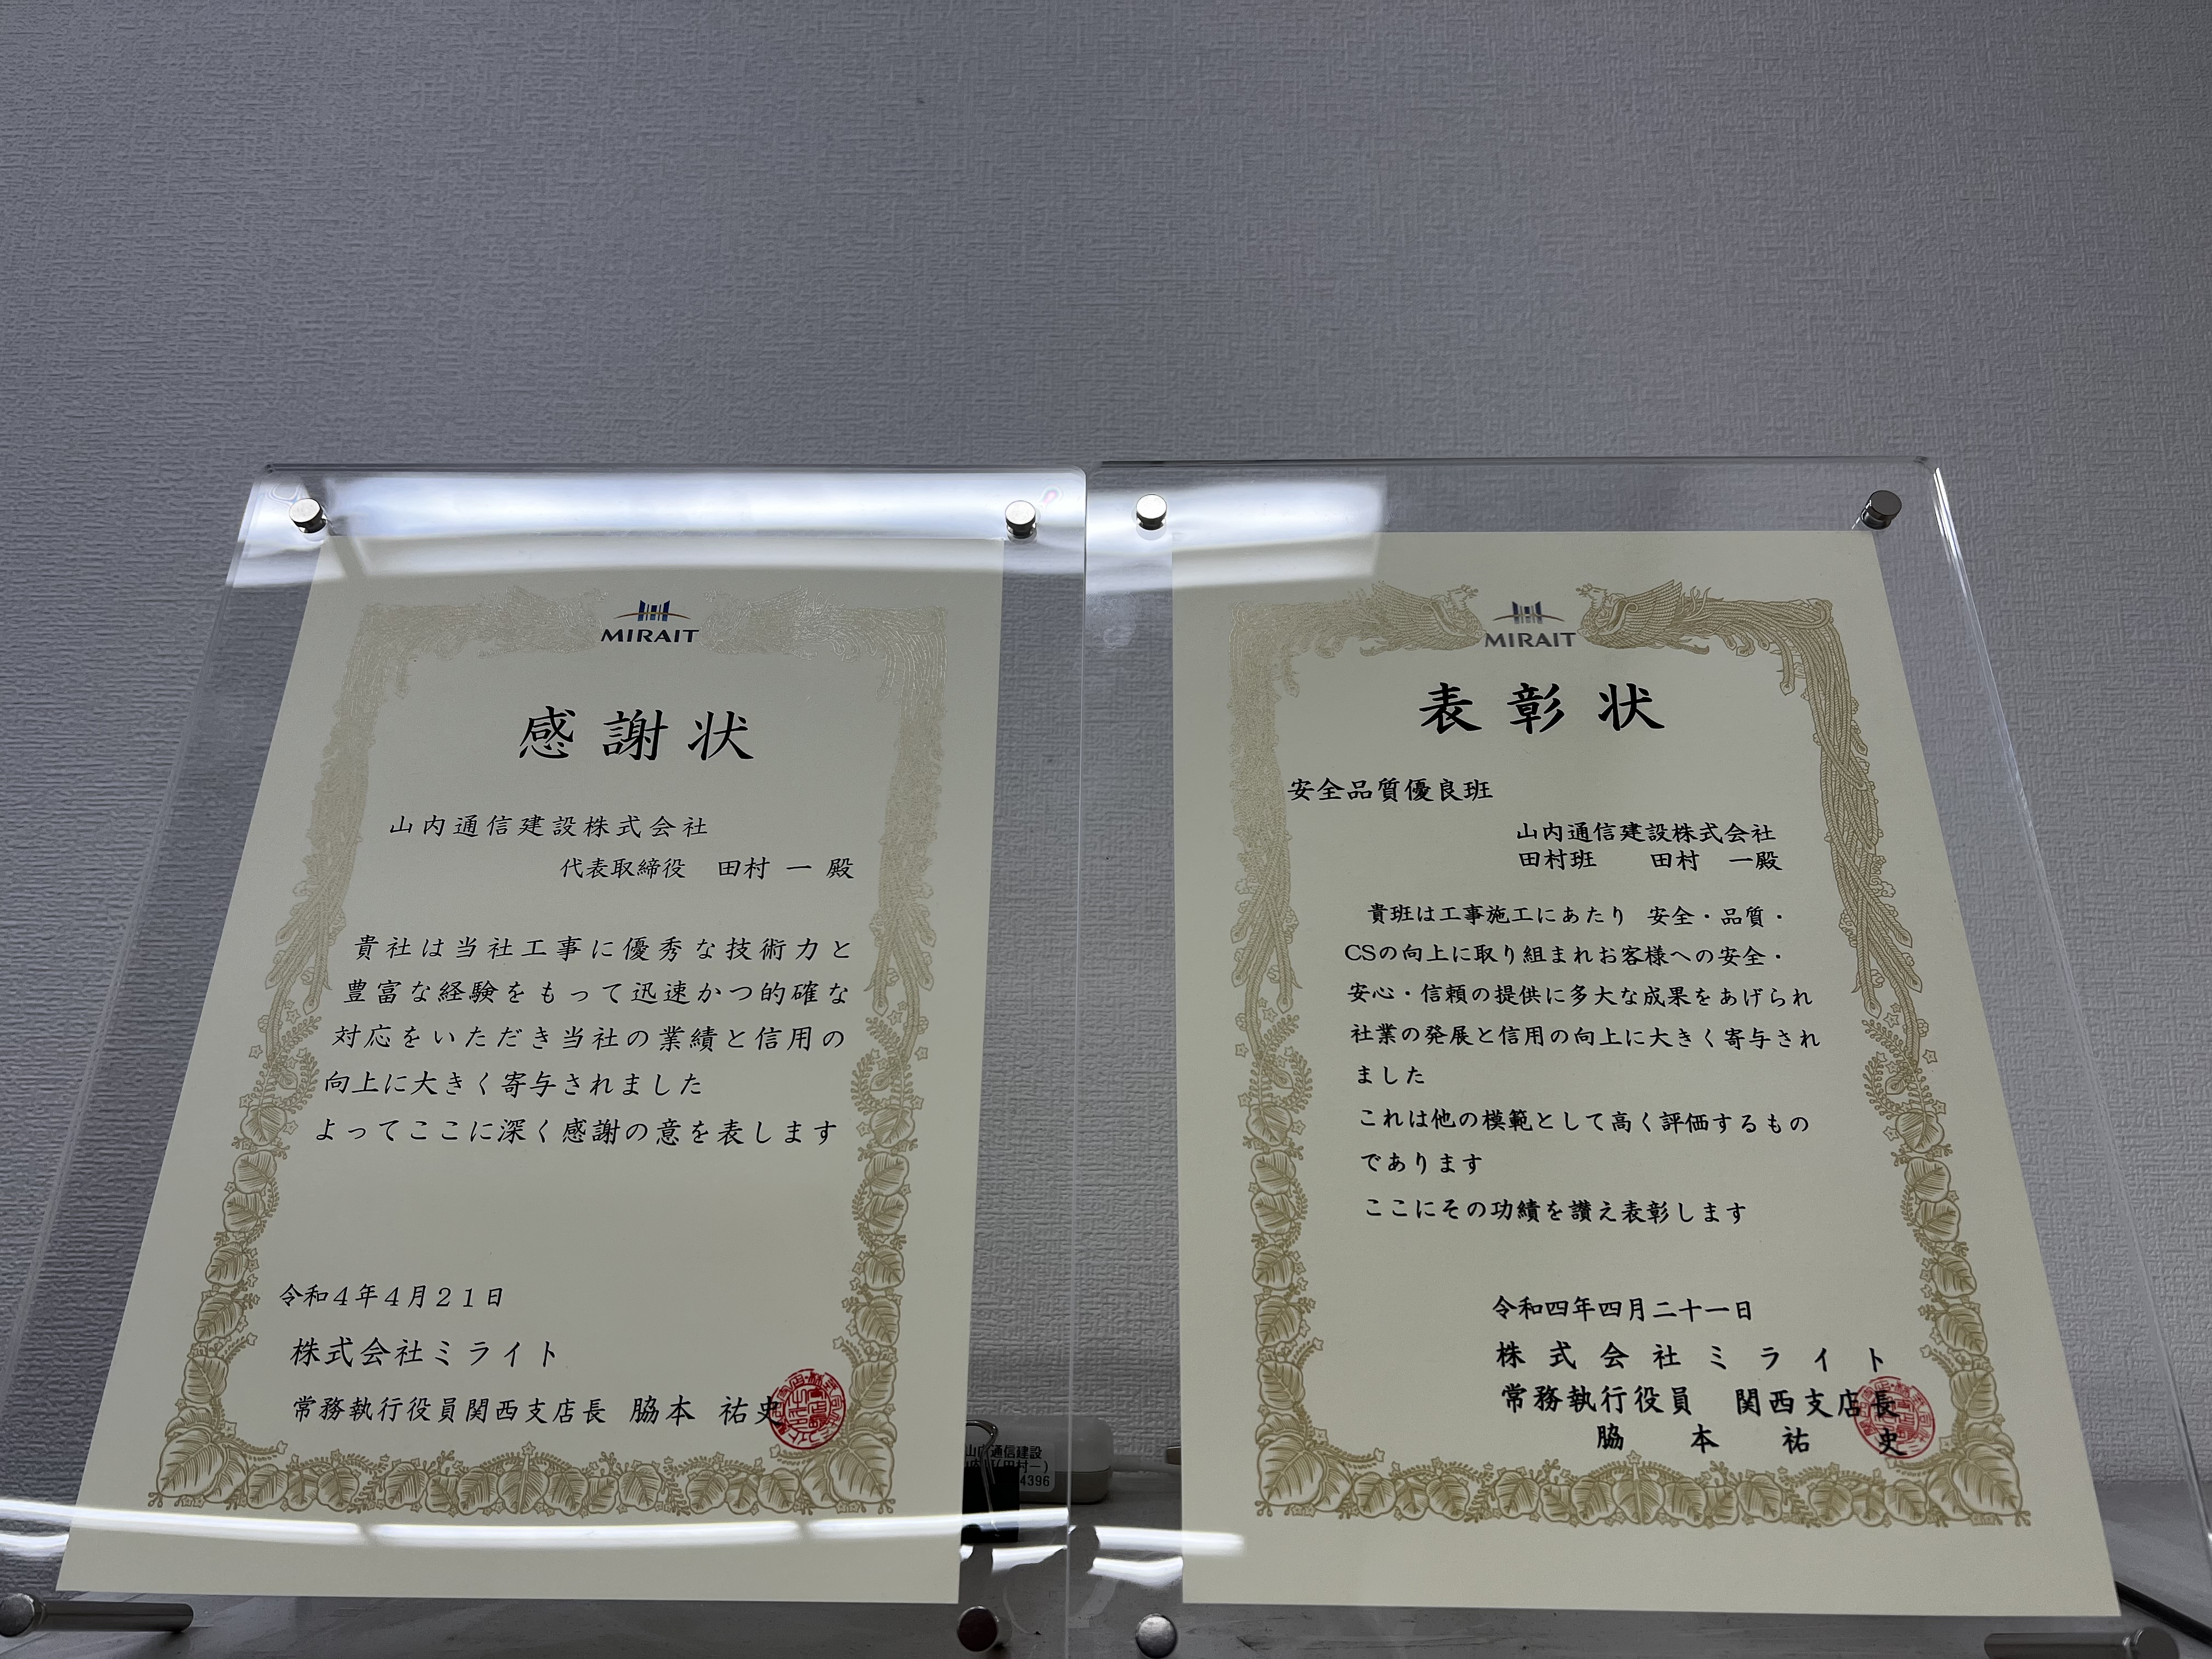 MIRAIT
感謝状
山内通信建設株式会社
代表取締役 田村 一 殿
貴社は当社工事に優秀な技術力と
豊富な経験をもって迅速かつ的確な
対応をいただき当社の業績と信用の
向上に大きく寄与されました
よってここに深く感謝の意を表します
令和4年4月21日
株式会社ミライト
常務執行役員関西支店長 脇本 祐史
MIRAIT
表彰状
安全品質優良班
山内通信建設株式会社
田村班 田村 一殿
貴班は工事施工にあたり 安全・品質・
CSの向上に取り組まれお客様への安全・
安心・信頼の提供に多大な成果をあげられ
社業の発展と信用の向上に大きく寄与され
ました
これは他の模範として高く評価するもの
であります
ここにその功績を讃え表彰します
令和四年四月二十一日
株式会社ミライト
常務執行役員 関西支店長
脇本祐史
山内通信建設
(田村一)
4396